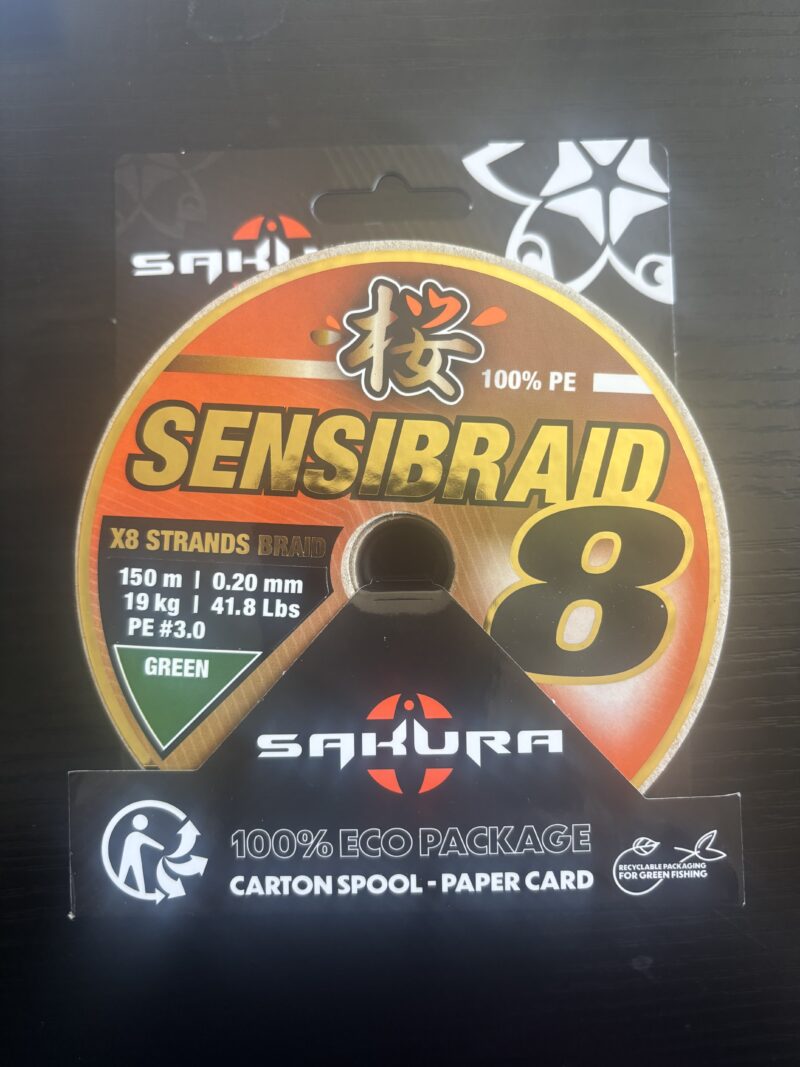 SAKU
桜
100% PE
SENSIBRAID
8
X8 STRANDS BRAID
150 m | 0.20 mm
19 kg | 41.8 Lbs
PE #3.0
GREEN
SAKURA
100% ECO PACKAGE
CARTON SPOOL - PAPER CARD
RECYCLABLE PACKAGING
FOR GREEN FISHING